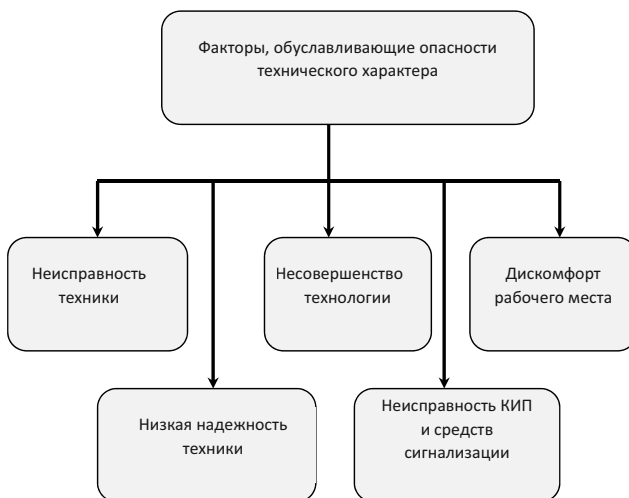 Факторы, обуславливающие опасности
технического характера
Неисправность
техники
Несовершенство
технологии
Дискомфорт
рабочего места
Низкая надежность
техники
Неисправность КИП
и средств
сигнализации